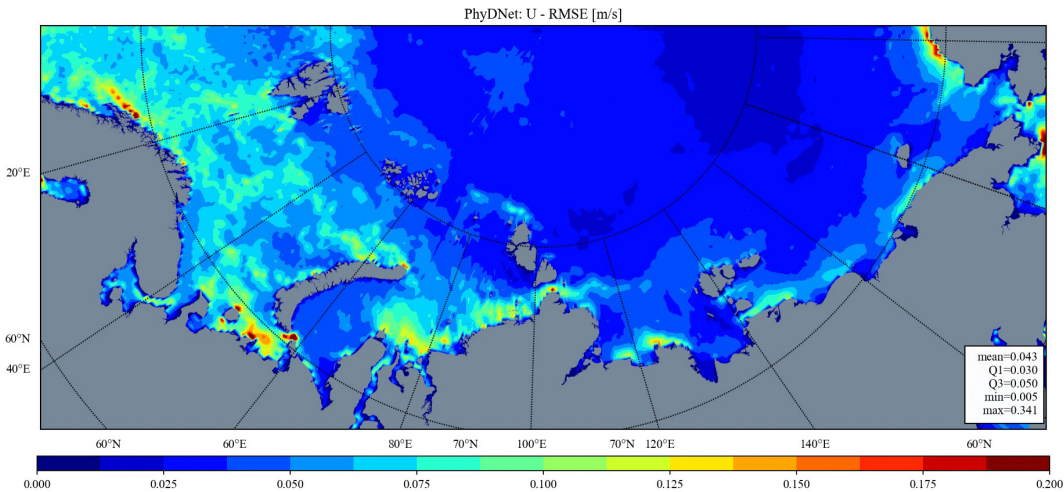 PhyDNet: U - RMSE [m/s]
20°E
60°N
40°E
mean=0.043
Q1=0.030
Q3=0.050
min=0.005
max=0.341
60°N 60°E 80°E 70°N 100°E 70°N 120°E 140°E 60°N
0.000 0.025 0.050 0.075 0.100 0.125 0.150 0.175 0.200